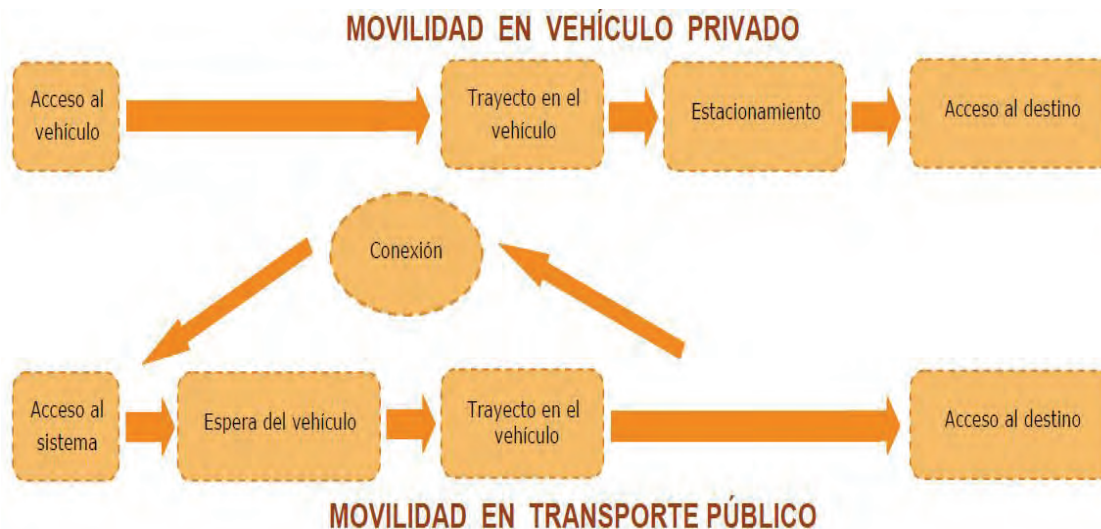 MOVILIDAD EN VEHÍCULO PRIVADO
Acceso al
vehículo
Trayecto en el
vehículo
Estacionamiento
Acceso al destino
Conexión
Acceso al
sistema
Espera del vehículo
Trayecto en el
vehículo
Acceso al destino
MOVILIDAD EN TRANSPORTE PÚBLICO